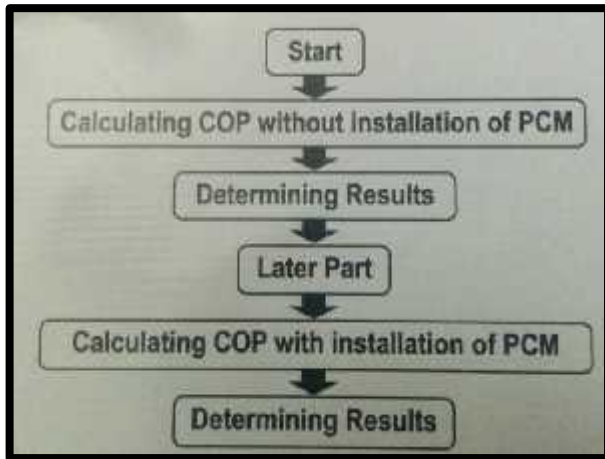 Start
Calculating COP without installation of PCM
Determining Results
Later Part
Calculating COP with installation of PCM
Determining Results